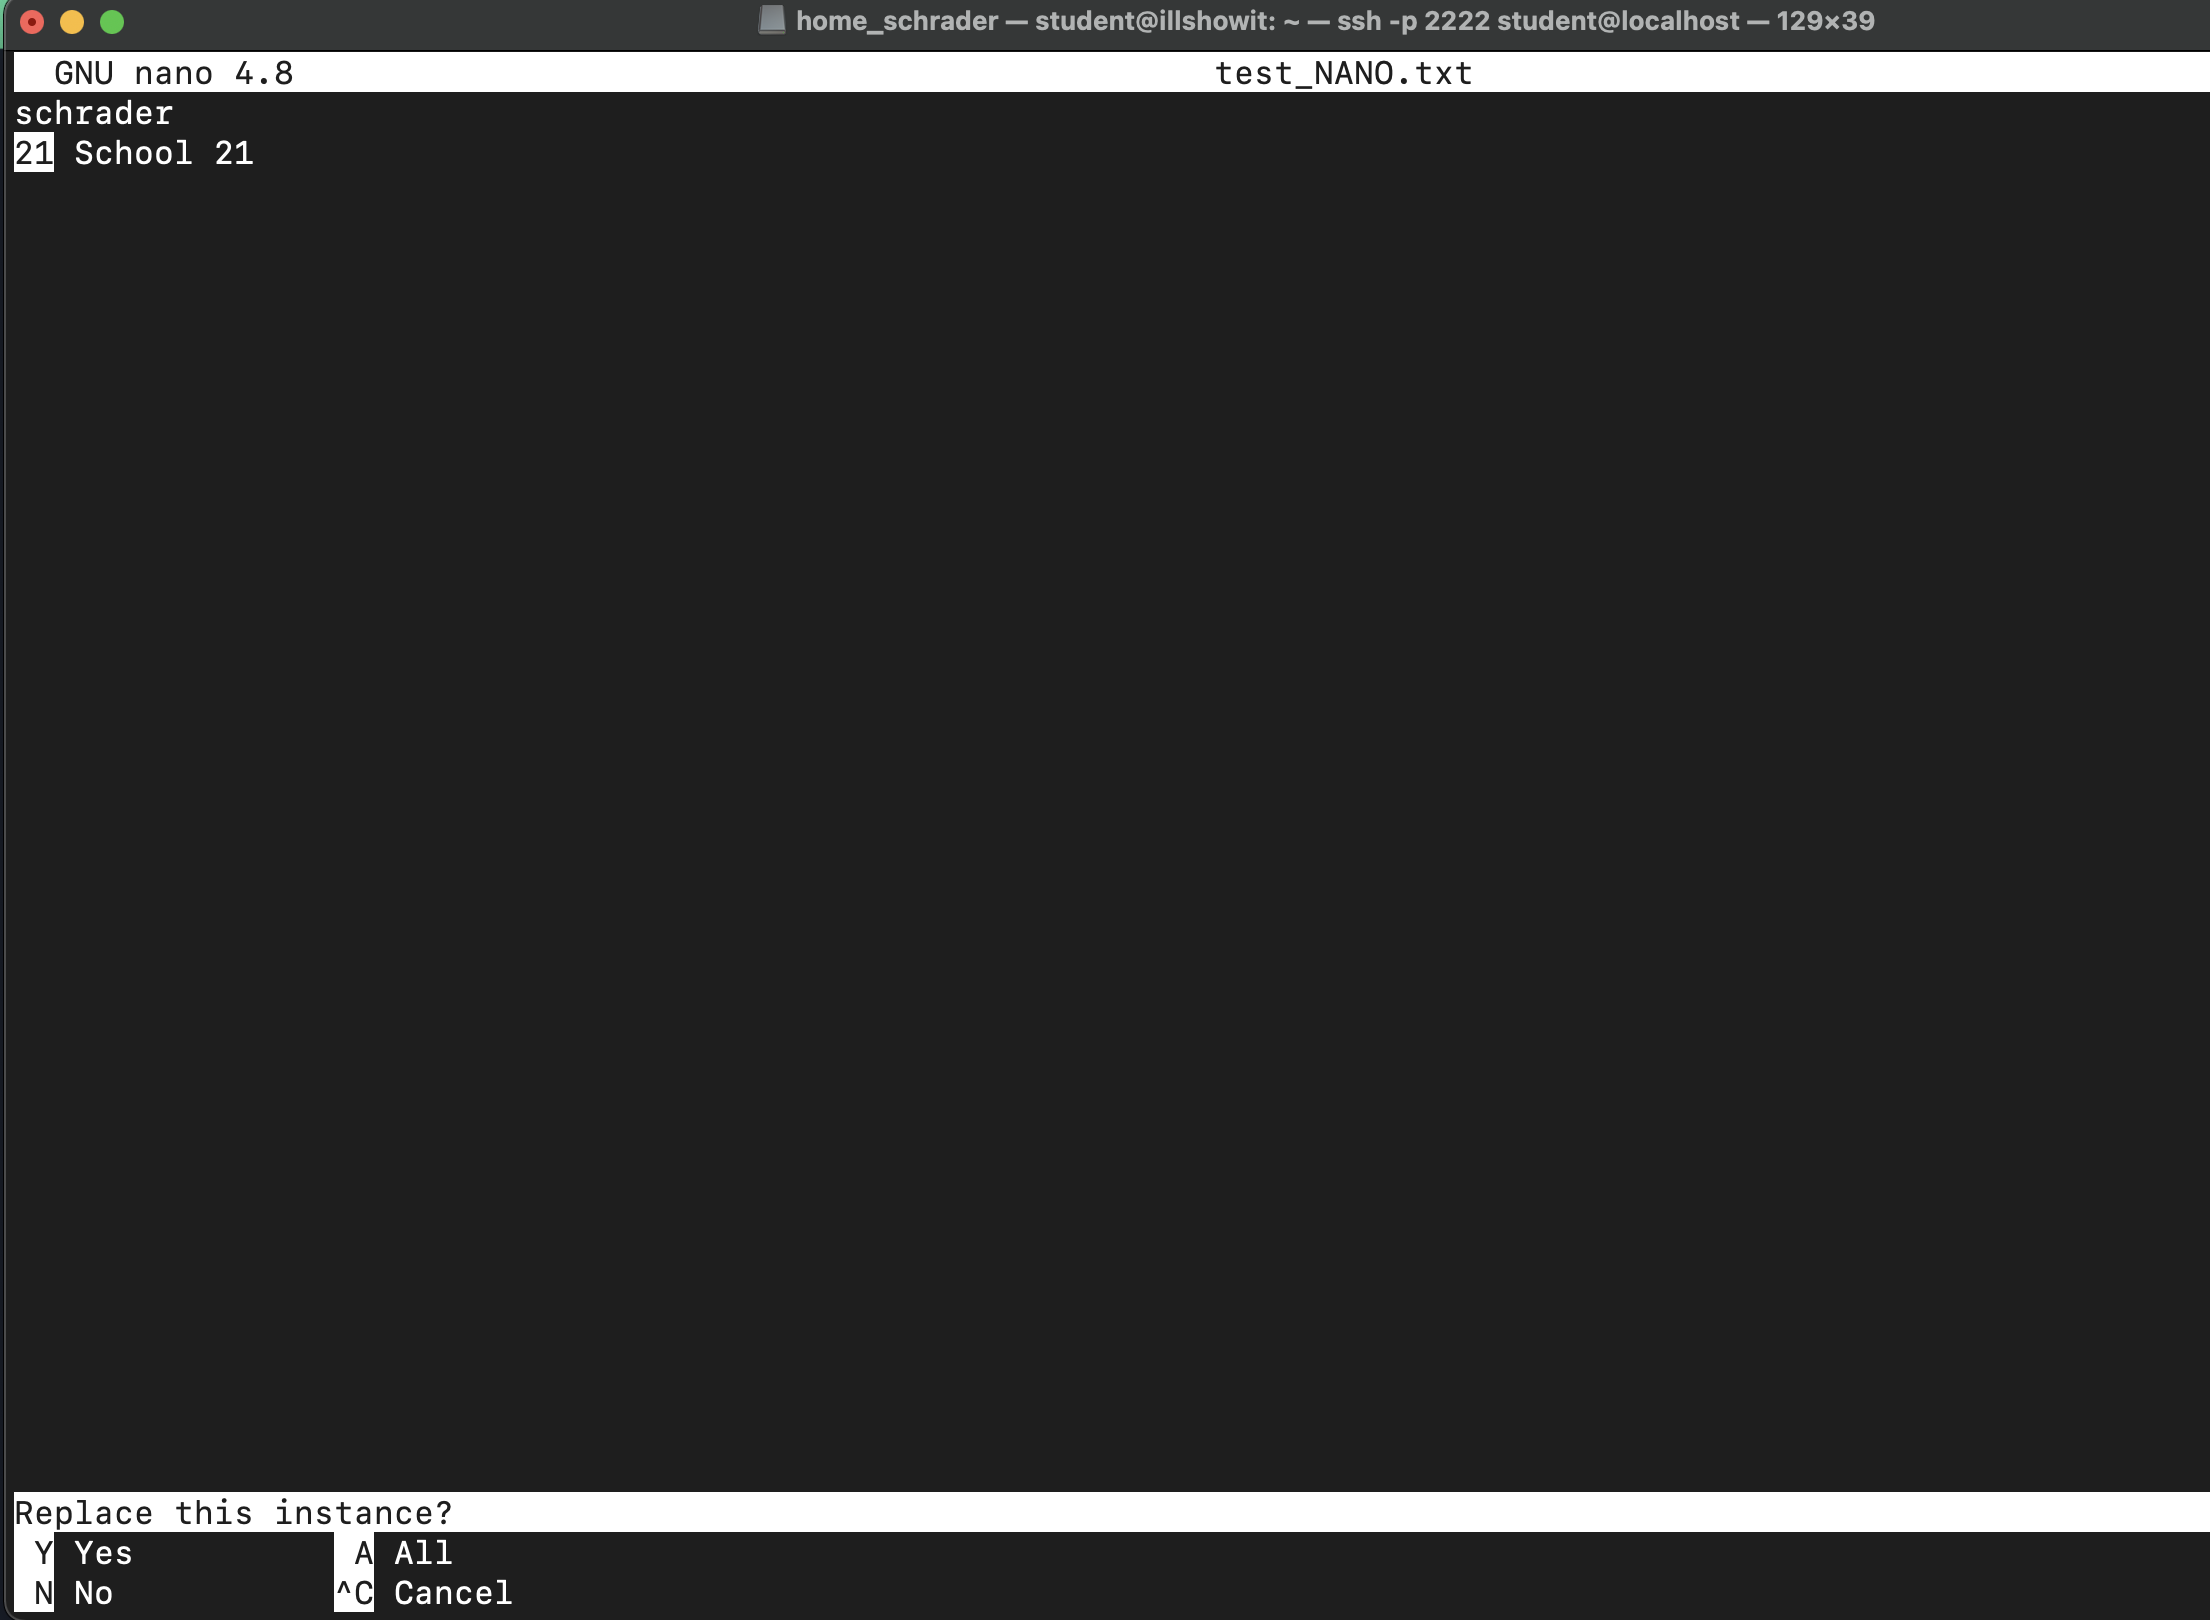 home_schrader — student@illshowit: ~ — ssh -p 2222 student@localhost — 129×39
GNU nano 4.8 test_NANO.txt
schrader
21 School 21
Replace this instance?
Y Yes A All
N No ^C Cancel